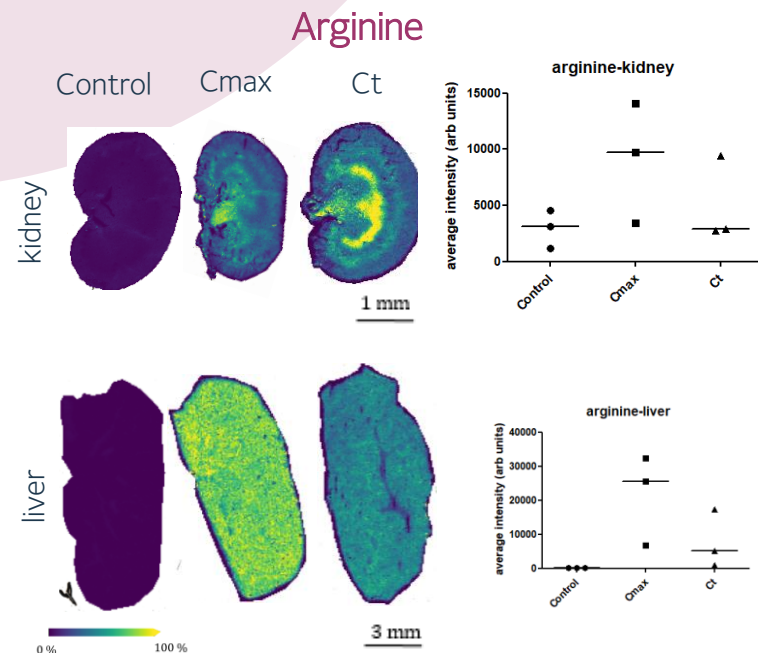 Arginine
Control
Cmax
Ct
kidney
1 mm
arginine-kidney
average intensity (arb units)
15000
10000
5000
0
Control
Cmax
Ct
liver
0 %
100 %
3 mm
arginine-liver
average intensity (arb units)
40000
30000
20000
10000
0
Control
Cmax
Ct